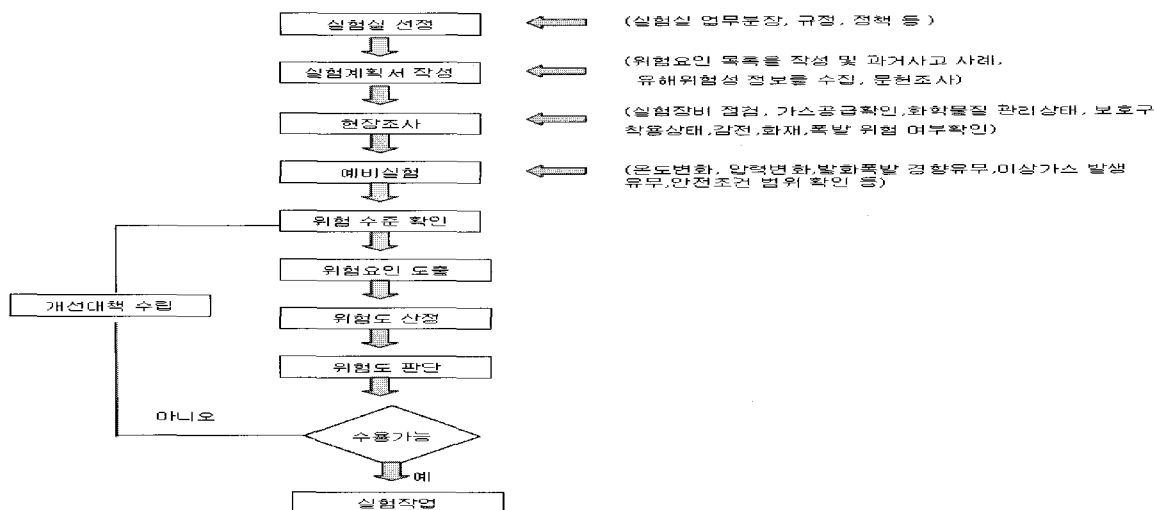 실험실 선정
(실험실 업무분장, 규정, 정책 등 )
실험계획서 작성
(위험요인 목록을 작성 및 과거사고 사례,
유해위험성 정보를 수집, 문헌조사)
현장조사
(실험장비 점검, 가스공급확인,화학물질 관리상태, 보호구
착용상태,감전,화재,폭발 위험 여부확인)
예비실험
(온도변화, 압력변화,발화폭발 경향유무,이상가스 발생
유무,안전조건 범위 확인 등)
위험 수준 확인
위험요인 도출
개선대책 수립
위험도 산정
위험도 판단
아니오
수용가능
예
실험작업